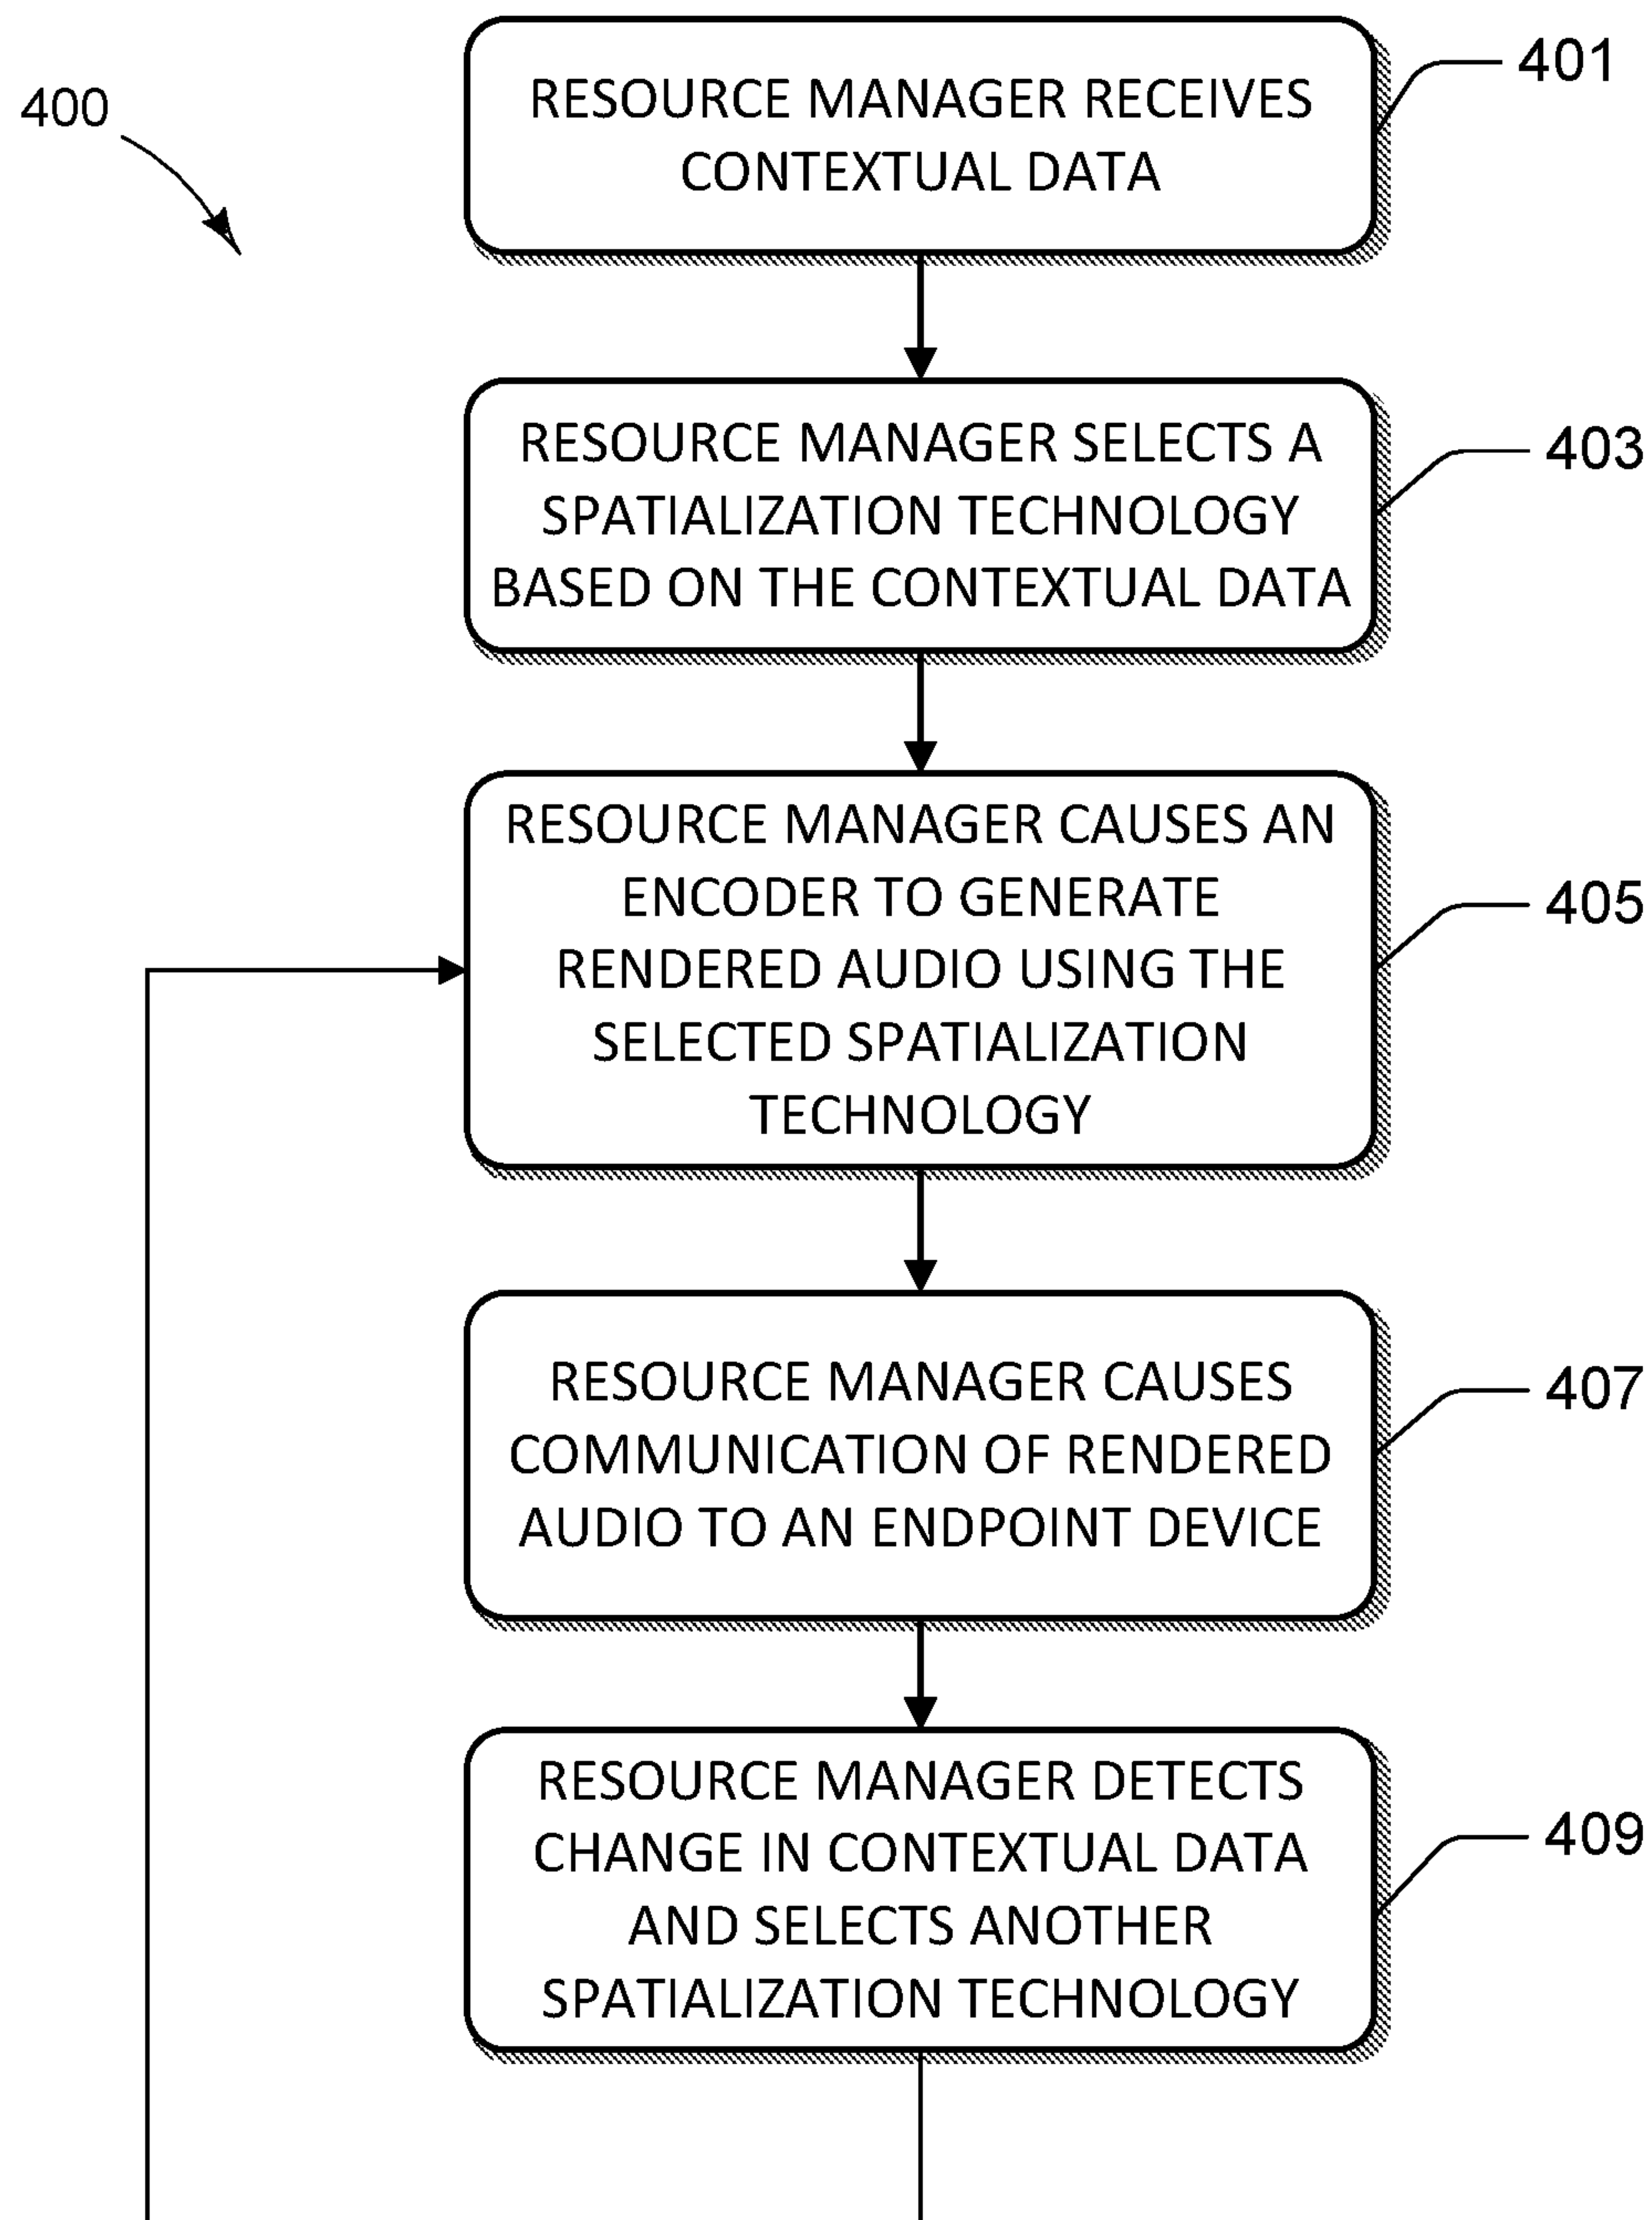 400
RESOURCE MANAGER RECEIVES
CONTEXTUAL DATA
401
RESOURCE MANAGER SELECTS A
SPATIALIZATION TECHNOLOGY
BASED ON THE CONTEXTUAL DATA
403
RESOURCE MANAGER CAUSES AN
ENCODER TO GENERATE
RENDERED AUDIO USING THE
SELECTED SPATIALIZATION
TECHNOLOGY
405
RESOURCE MANAGER CAUSES
COMMUNICATION OF RENDERED
AUDIO TO AN ENDPOINT DEVICE
407
RESOURCE MANAGER DETECTS
CHANGE IN CONTEXTUAL DATA
AND SELECTS ANOTHER
SPATIALIZATION TECHNOLOGY
409